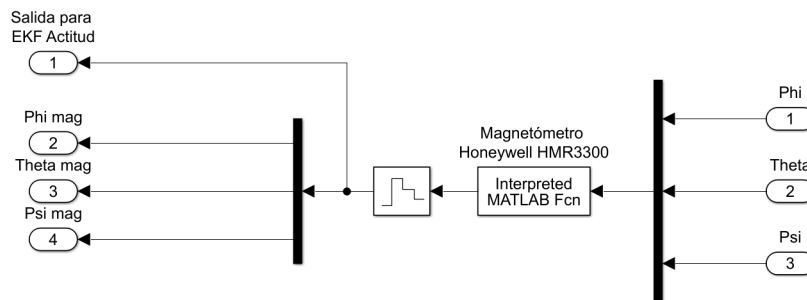 Salida para
EKF Actitud
1
Phi mag
2
Theta mag
3
Psi mag
4
Magnetómetro
Honeywell HMR3300
Interpreted
MATLAB Fcn
Phi
1
Theta
2
Psi
3